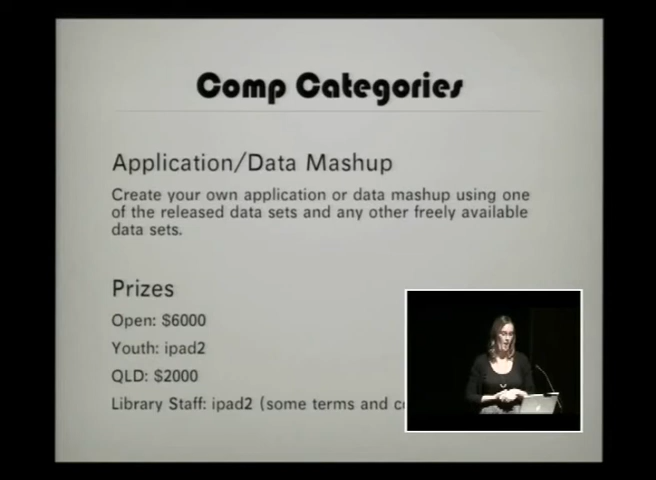 Comp Categories
Application/Data Mashup
Create your own application or data mashup using one
of the released data sets and any other freely available
data sets.
Prizes
Open: $6000
Youth: ipad2
QLD: $2000
Library Staff: ipad2 (some terms and